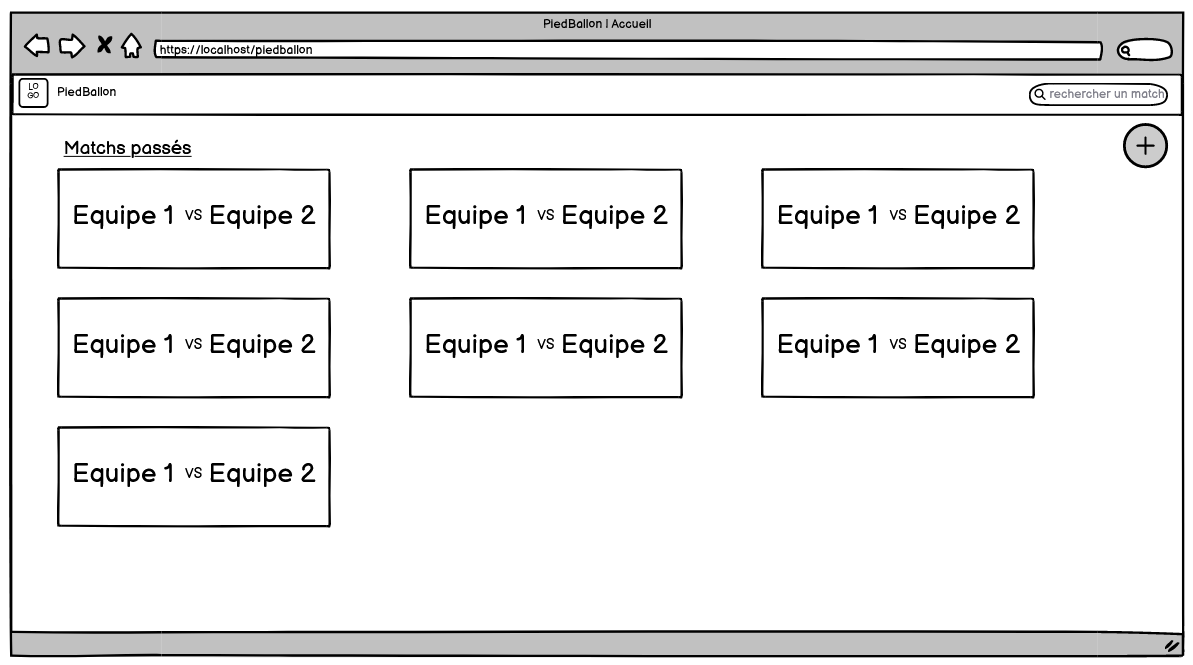 PiedBallon | Accueil
https://localhost/piedballon
LO
GO
PiedBallon
rechercher un match
Matchs passés
Equipe 1 vs Equipe 2
Equipe 1 vs Equipe 2
Equipe 1 vs Equipe 2
Equipe 1 vs Equipe 2
Equipe 1 vs Equipe 2
Equipe 1 vs Equipe 2
Equipe 1 vs Equipe 2